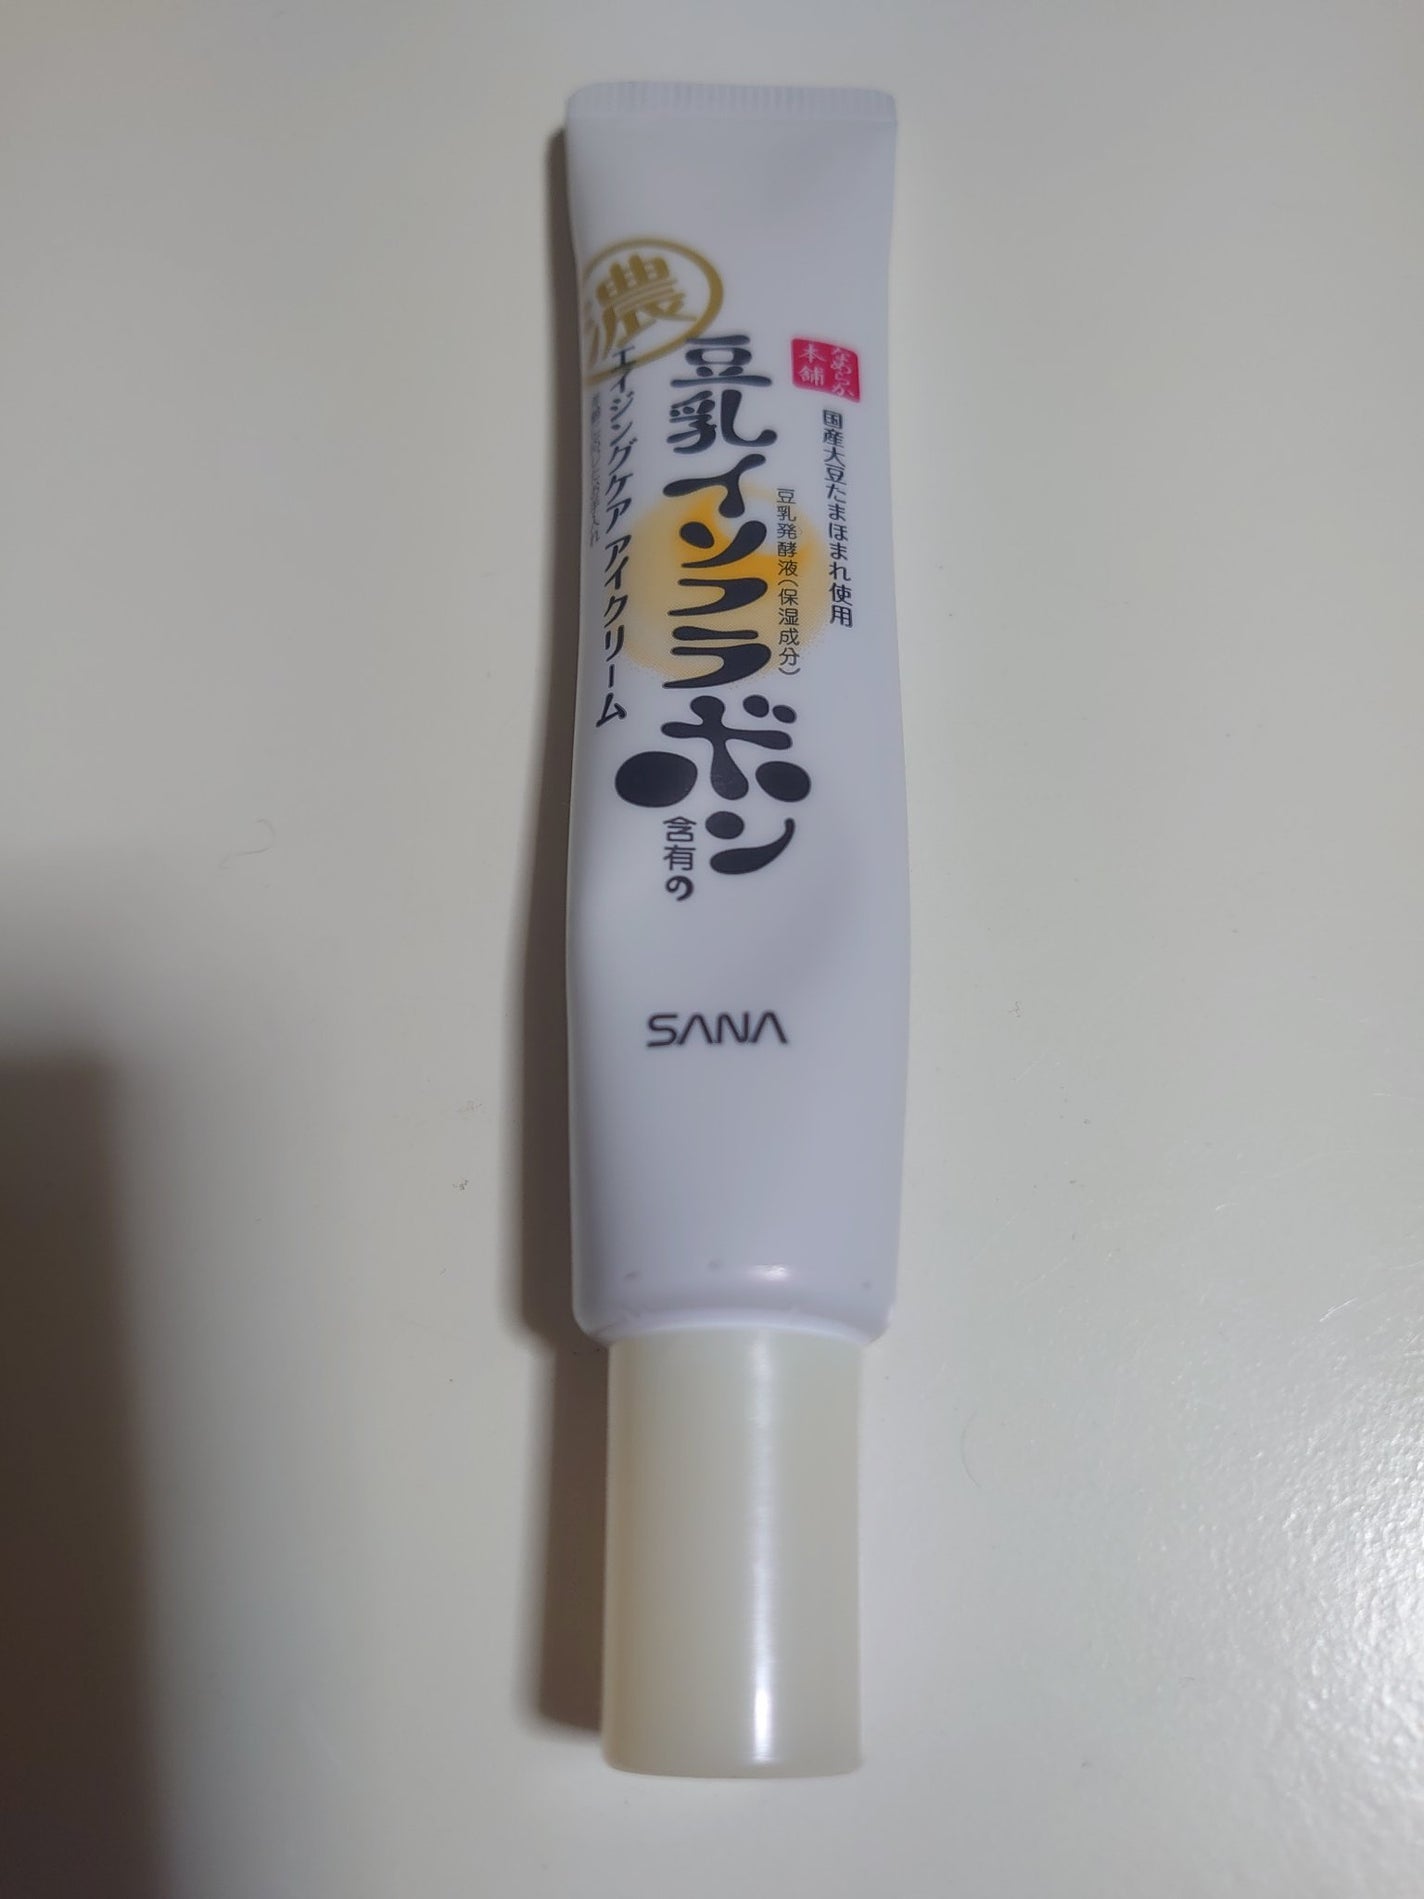 なめらか
本舗
国産大豆たまほまれ使用
豆乳発酵液(保湿成分)
豆乳イソフラボン
含有の
濃
エイジングケア アイクリーム
SANA